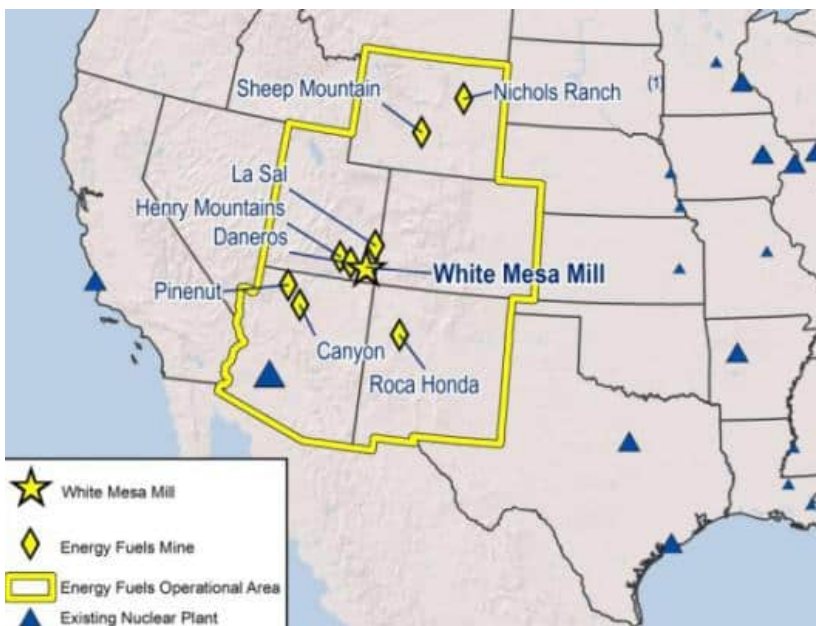 Sheep Mountain
Nichols Ranch
(1)
La Sal
Henry Mountains
Daneros
White Mesa Mill
Pinenut
Canyon
Roca Honda
White Mesa Mill
Energy Fuels Mine
Energy Fuels Operational Area
Existing Nuclear Plant